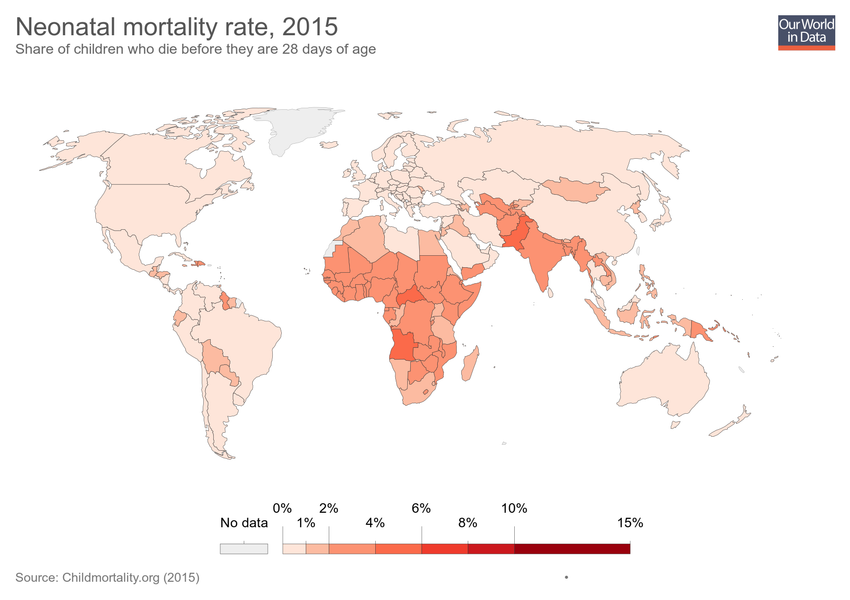 Neonatal mortality rate, 2015
Share of children who die before they are 28 days of age
Our World
in Data
0% 2% 6% 10%
No data 1% 4% 8% 15%
Source: Childmortality.org (2015)